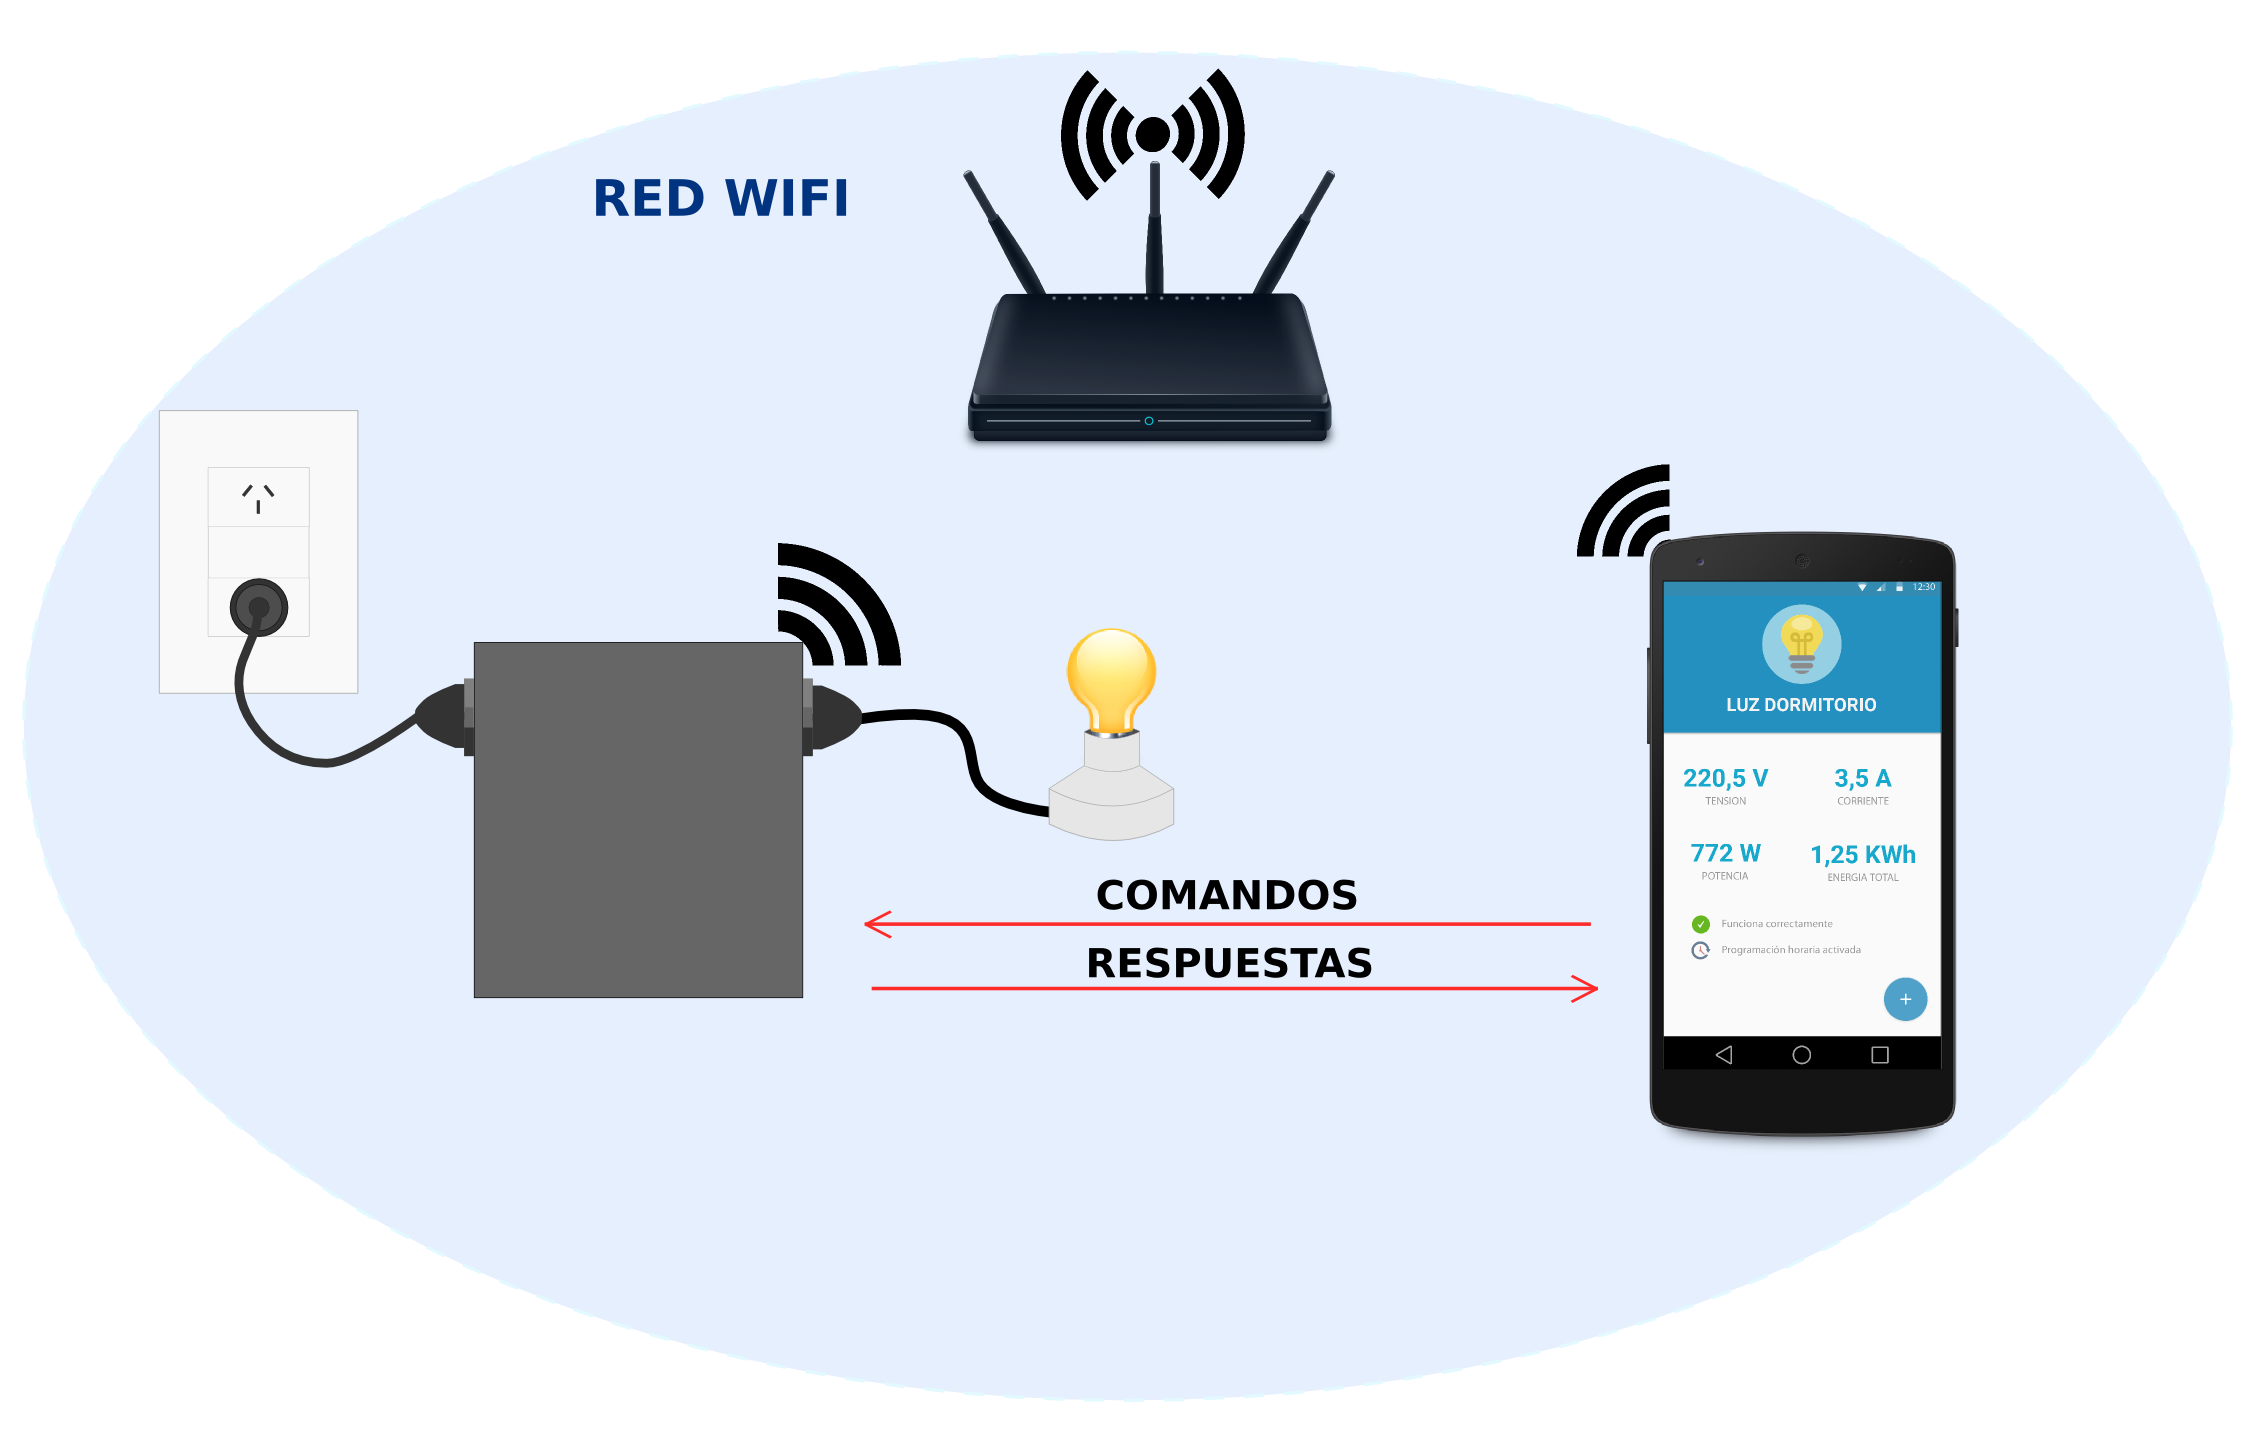 RED WIFI
12:30
LUZ DORMITORIO
220,5 V
TENSION
3,5 A
CORRIENTE
772 W
POTENCIA
1,25 KWh
ENERGIA TOTAL
Funciona correctamente
Programación horaria activada
+
COMANDOS
RESPUESTAS